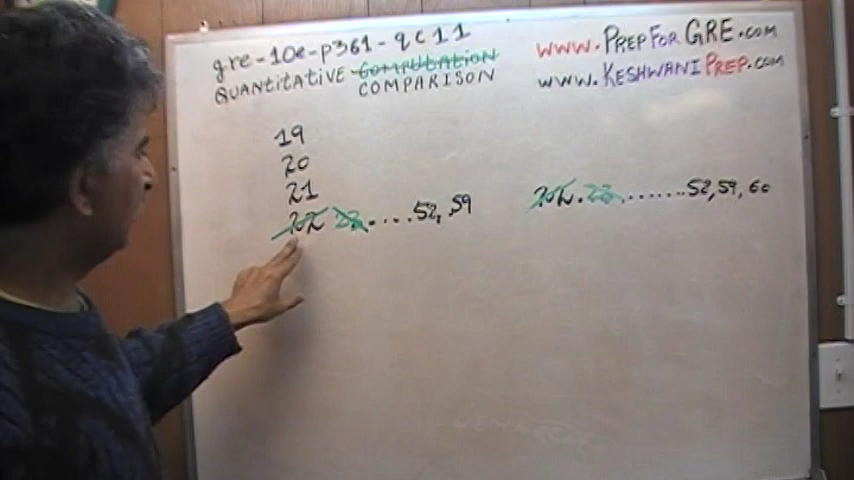 gre-10e-p361-qc11
QUANTITATIVE COMPUTATION
COMPARISON
www.PREPFORGRE.com
www.KESHWANIPREP.com
19
20
21
22 23 .... 58, 59
22 . 23 ....... 58, 59, 60